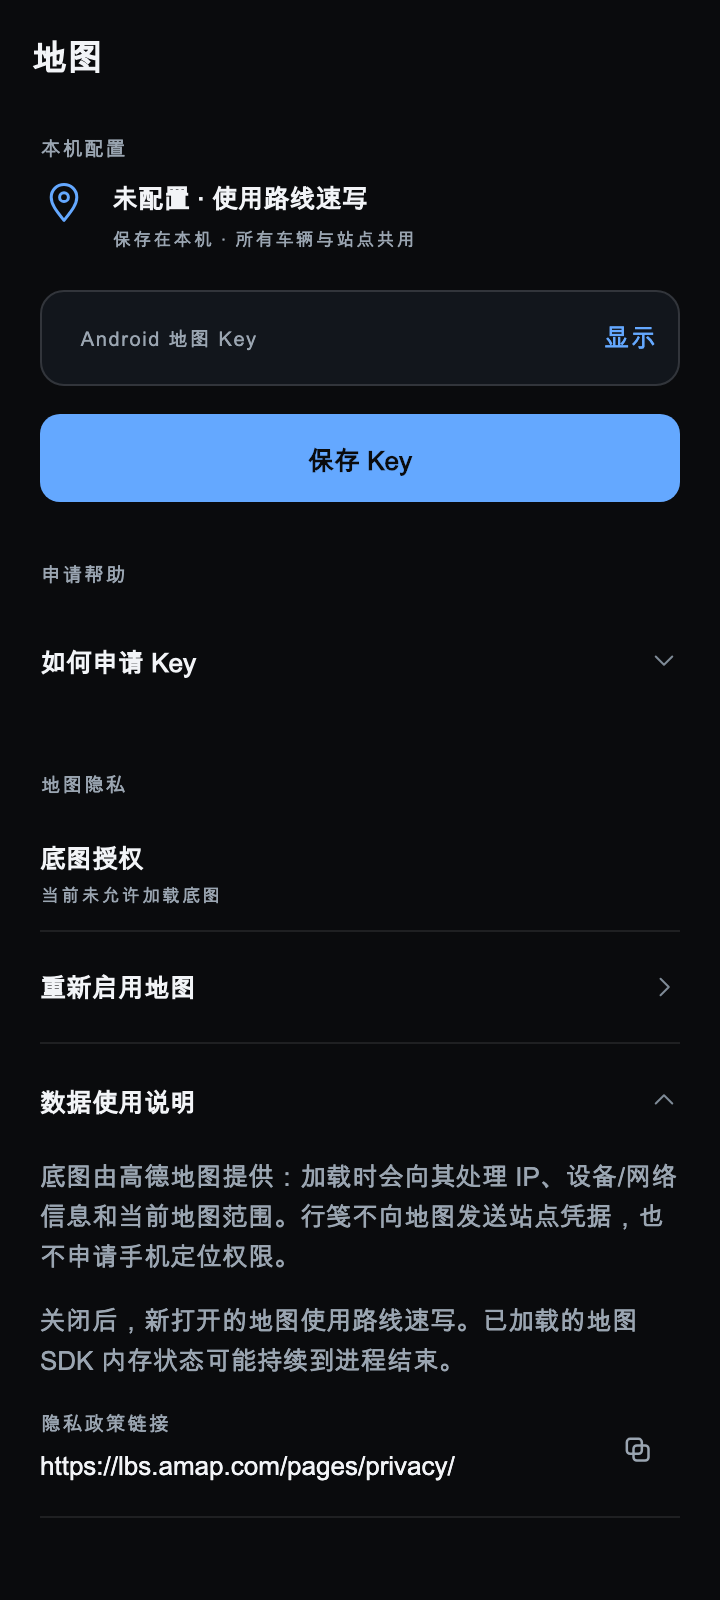 地图
本机配置
未配置 · 使用路线速写
保存在本机 · 所有车辆与站点共用
Android 地图 Key
显示
保存 Key
申请帮助
如何申请 Key
地图隐私
底图授权
当前未允许加载底图
重新启用地图
数据使用说明
底图由高德地图提供：加载时会向其处理 IP、设备/网络
信息和当前地图范围。行笺不向地图发送站点凭据，也
不申请手机定位权限。
关闭后，新打开的地图使用路线速写。已加载的地图
SDK 内存状态可能持续到进程结束。
隐私政策链接
https://lbs.amap.com/pages/privacy/